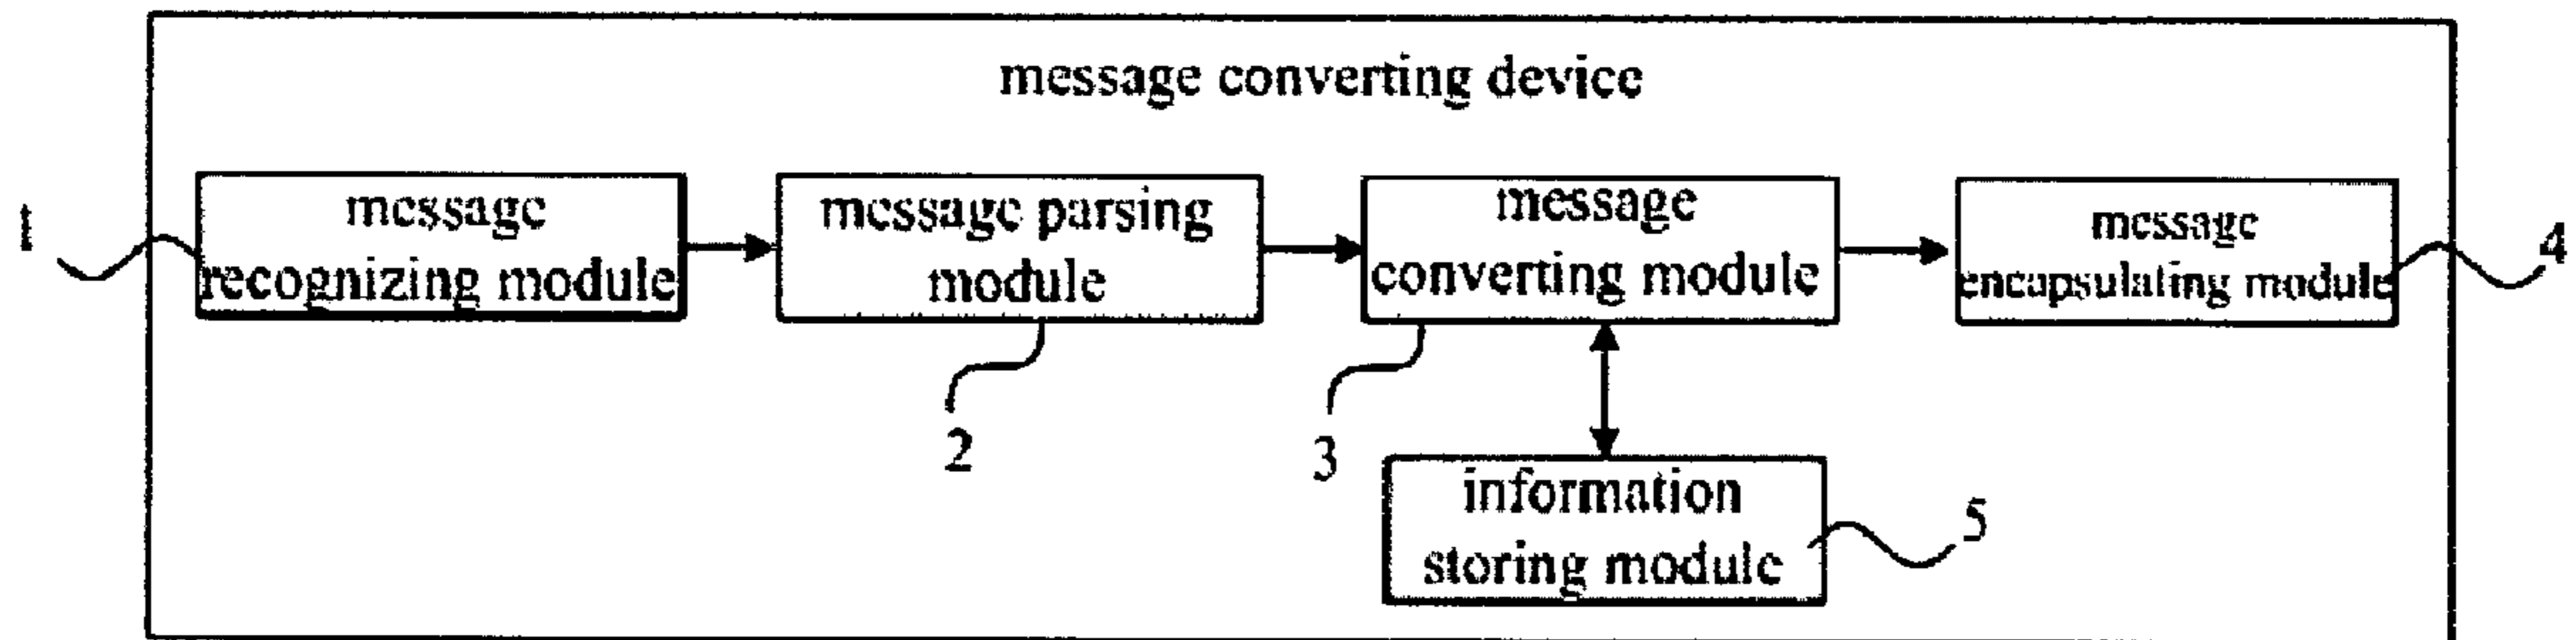 message converting device
1
message
recognizing module
message parsing
module
message
converting module
message
encapsulating module
4
2
3
information
storing module
5